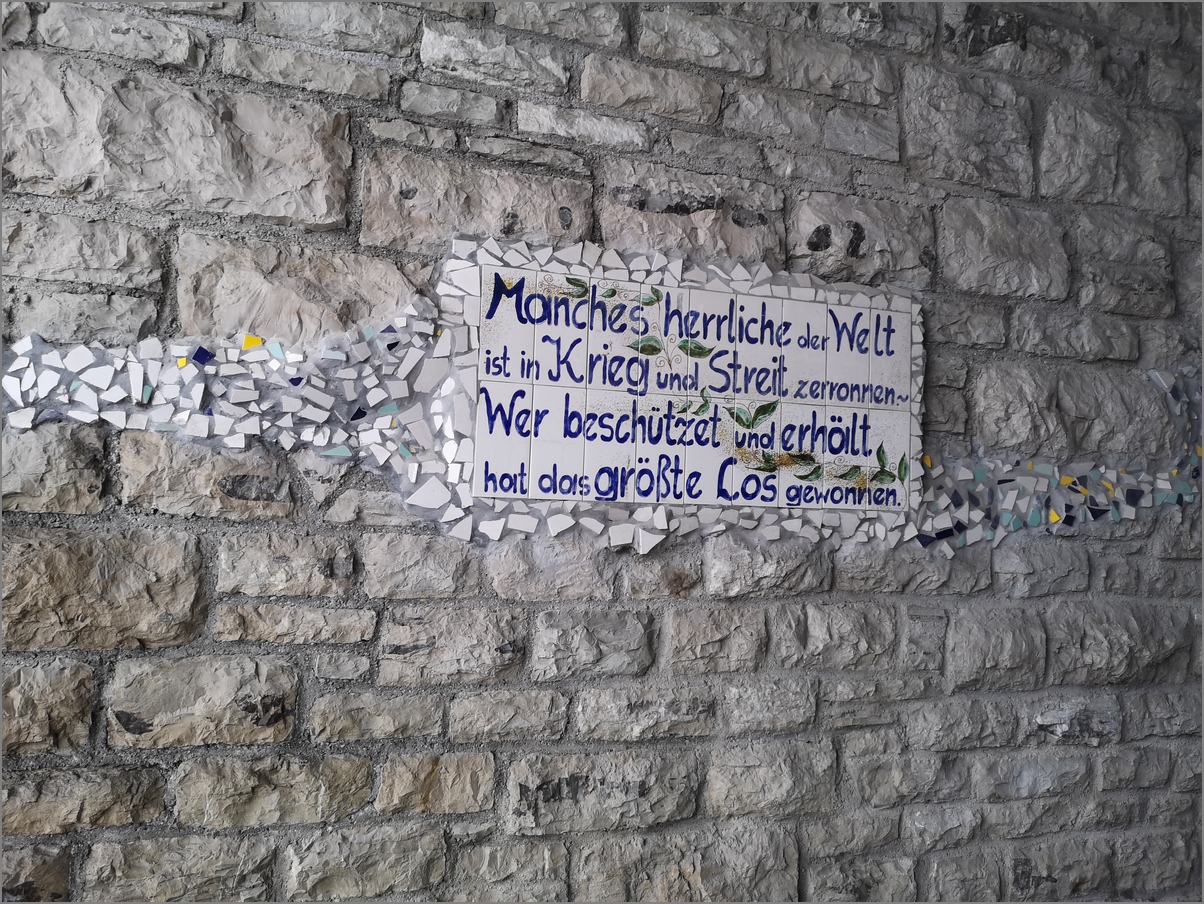 Manches herrliche der Welt
ist in Krieg und Streit zerronnen~
Wer beschützet und erhält
hat das größte Los gewonnen.